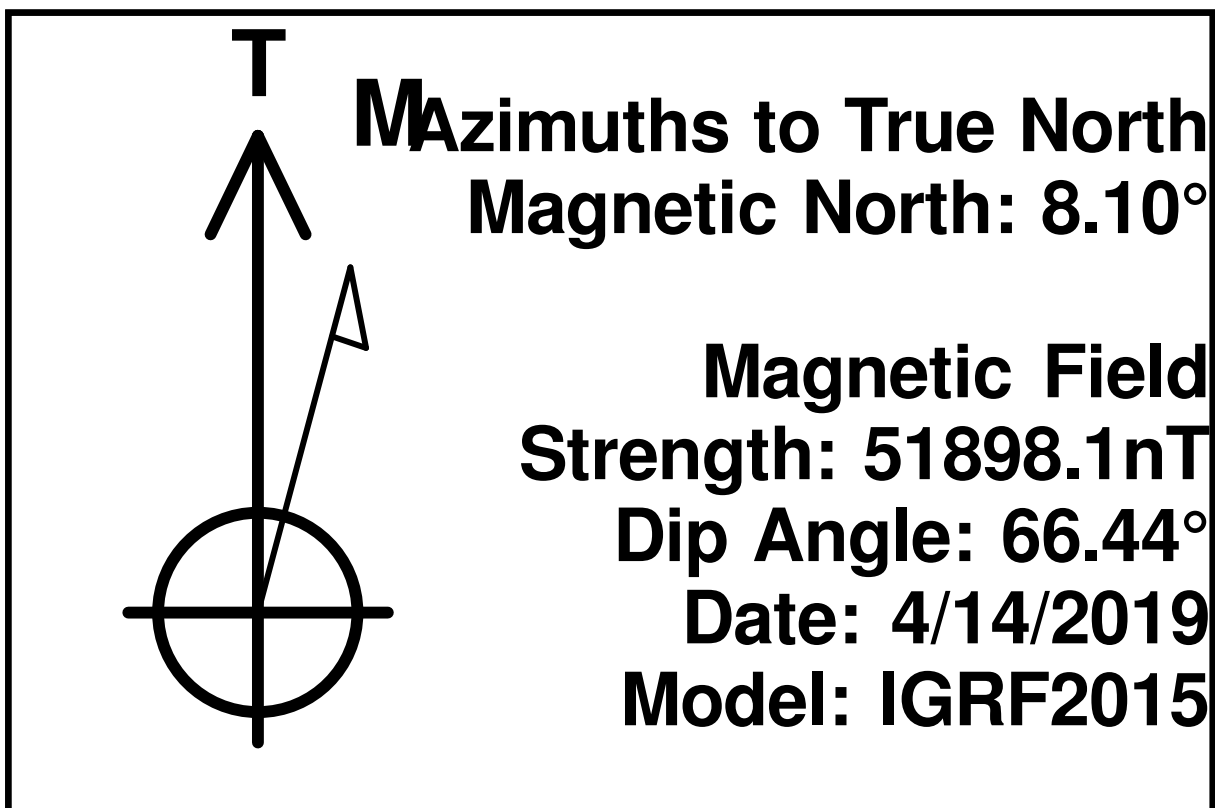 T
M
Azimuths to True North
Magnetic North: 8.10°
Magnetic Field
Strength: 51898.1nT
Dip Angle: 66.44°
Date: 4/14/2019
Model: IGRF2015